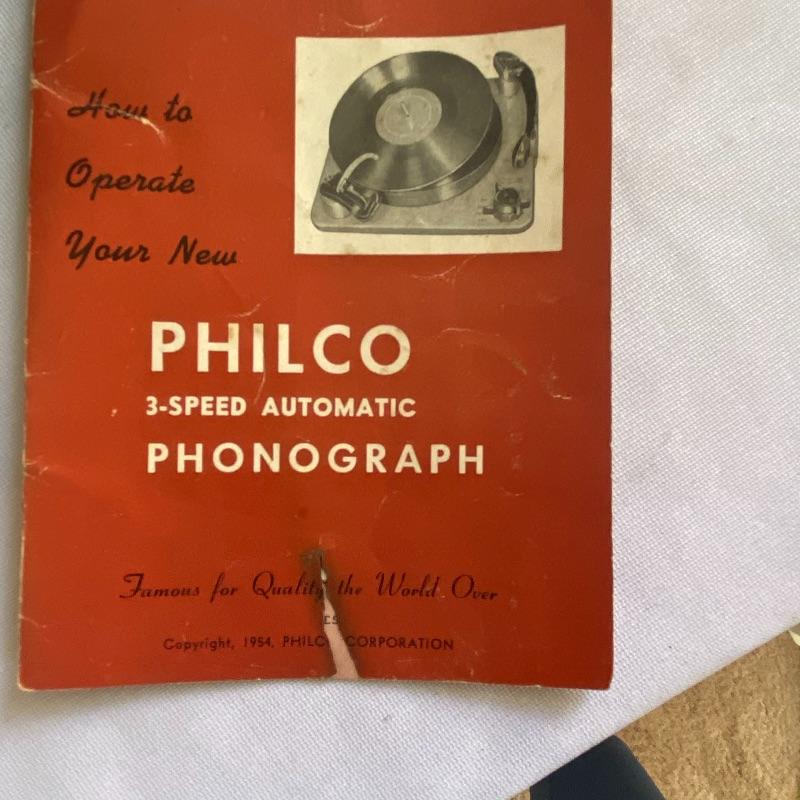 How to
Operate
Your New
PHILCO
3-SPEED AUTOMATIC
PHONOGRAPH
Famous for Quality the World Over
Copyright, 1954, PHILC CORPORATION